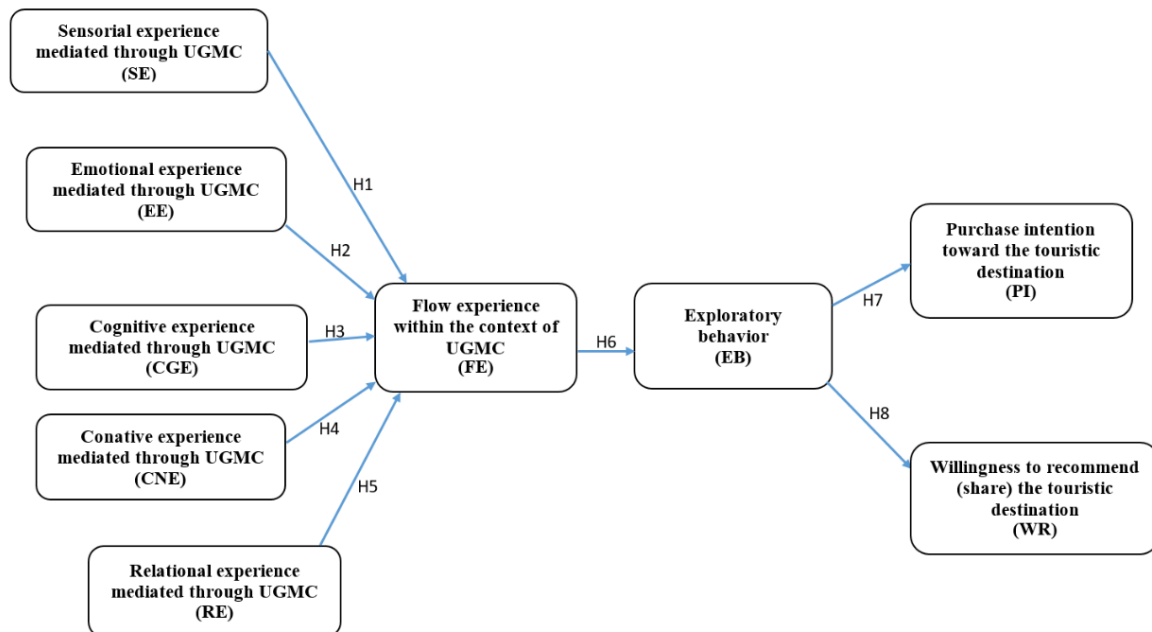 Sensorial experience
mediated through UGMC
(SE)
H1
Emotional experience
mediated through UGMC
(EE)
H2
Cognitive experience
mediated through UGMC
(CGE)
H3
Conative experience
mediated through UGMC
(CNE)
H4
Relational experience
mediated through UGMC
(RE)
H5
Flow experience
within the context of
UGMC
(FE)
H6
Exploratory
behavior
(EB)
H7
Purchase intention
toward the touristic
destination
(PI)
H8
Willingness to recommend
(share) the touristic
destination
(WR)